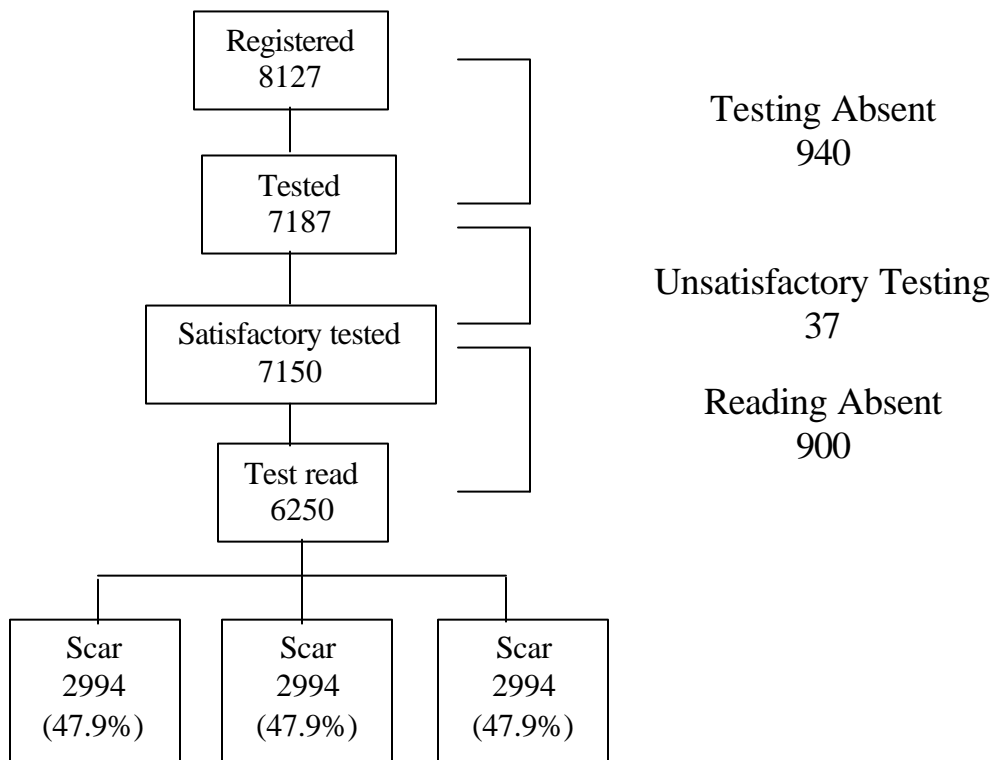 Registered
8127
Testing Absent
940
Tested
7187
Unsatisfactory Testing
37
Satisfactory tested
7150
Reading Absent
900
Test read
6250
Scar
2994
(47.9%)
Scar
2994
(47.9%)
Scar
2994
(47.9%)